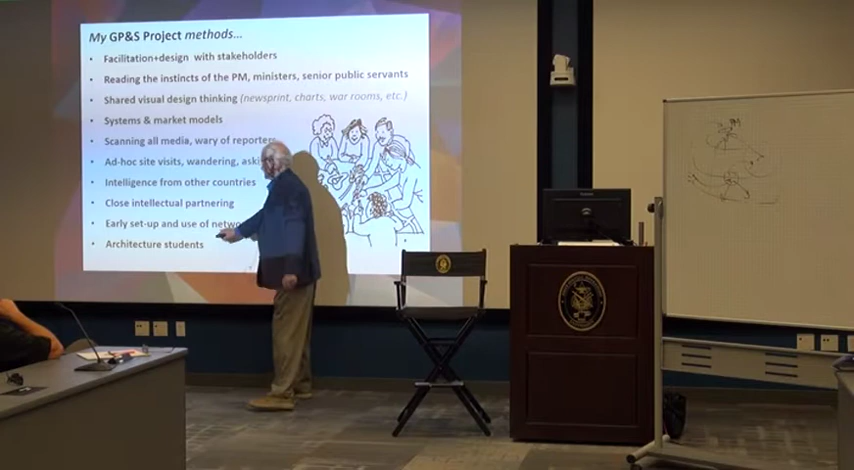 My GP&S Project methods...
• Facilitation+design with stakeholders
• Reading the instincts of the PM, ministers, senior public servants
• Shared visual design thinking (newsprint, charts, war rooms, etc.)
• Systems & market models
• Scanning all media, wary of reporters
• Ad-hoc site visits, wandering,
• Intelligence from other countries
• Close intellectual partnering
• Early set-up and use of
• Architecture students